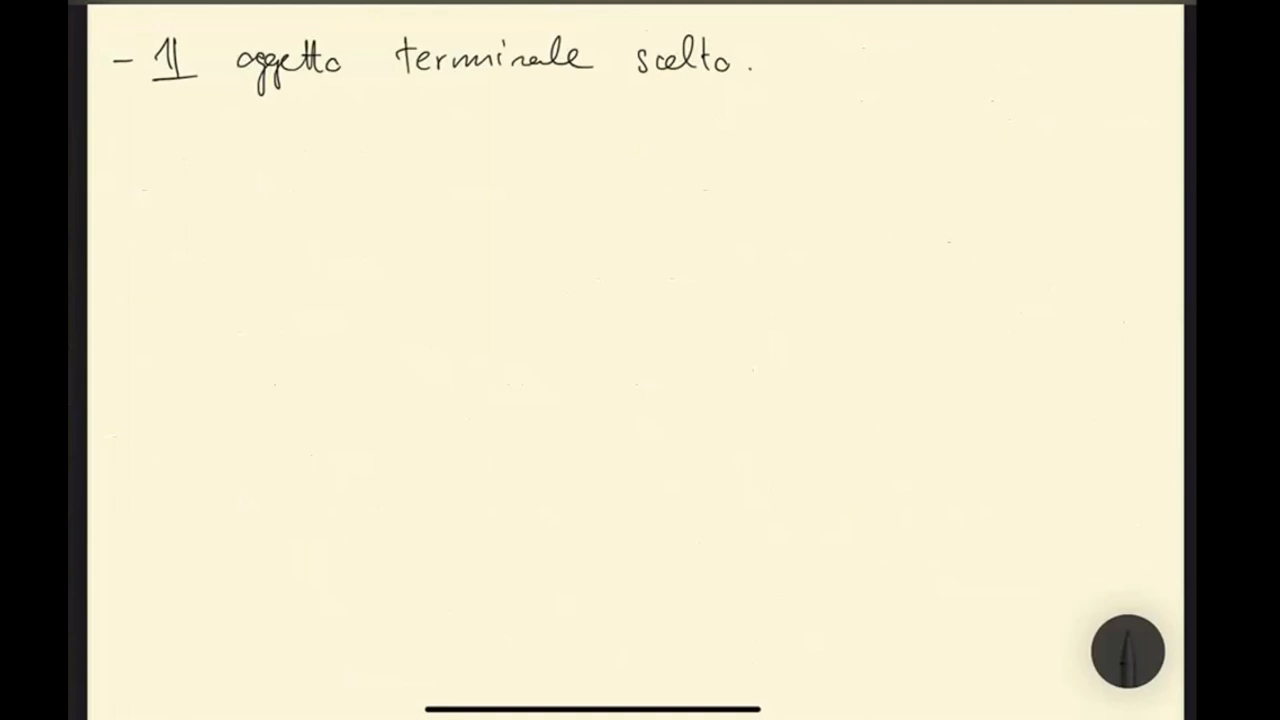 - 𝟙 oggetto terminale scelto.